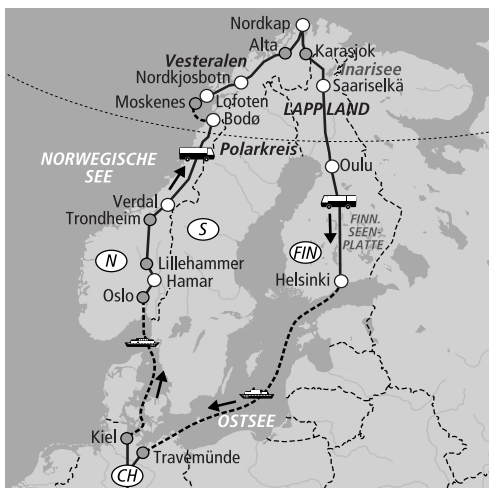 Nordkap
Alta
Karasjok
Vesteralen
Inarisee
Nordkjosbotn
Saariselkä
Moskenes
Lofoten
LAPPLAND
Bodø
NORWEGISCHE
SEE
Polarkreis
Oulu
Verdal
Trondheim
S
FINN.
SEEN-
PLATTE
N
FIN
Lillehammer
Hamar
Helsinki
Oslo
OSTSEE
Kiel
Travemünde
CH